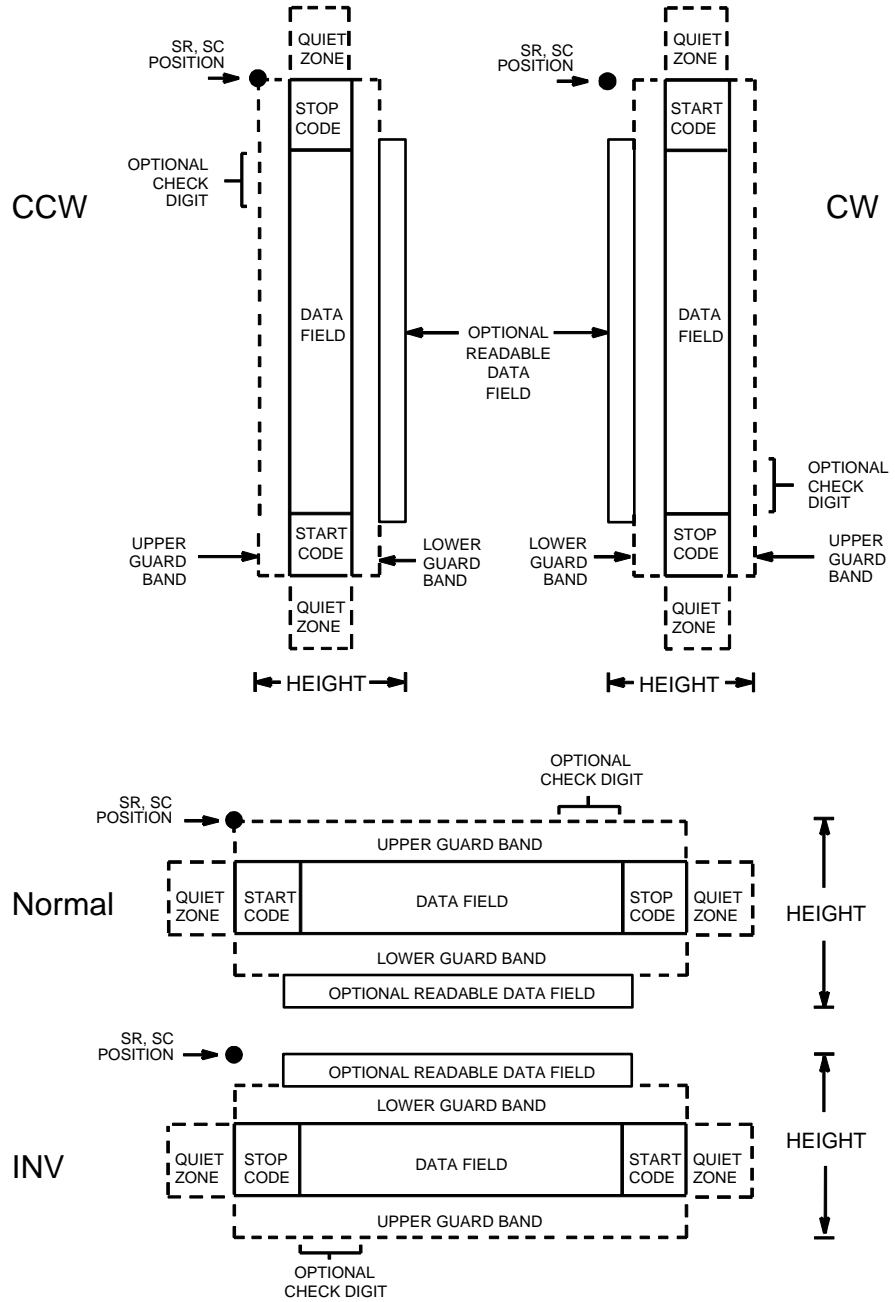 QUIET
ZONE
SR, SC
POSITION
STOP
CODE
OPTIONAL
CHECK
DIGIT
CCW
DATA
FIELD
START
CODE
UPPER
GUARD
BAND
LOWER
GUARD
BAND
QUIET
ZONE
HEIGHT
OPTIONAL
READABLE
DATA
FIELD
QUIET
ZONE
SR, SC
POSITION
START
CODE
CW
DATA
FIELD
OPTIONAL
CHECK
DIGIT
LOWER
GUARD
BAND
STOP
CODE
UPPER
GUARD
BAND
QUIET
ZONE
HEIGHT
OPTIONAL
CHECK DIGIT
SR, SC
POSITION
UPPER GUARD BAND
Normal
QUIET
ZONE
START
CODE
DATA FIELD
STOP
CODE
QUIET
ZONE
HEIGHT
LOWER GUARD BAND
OPTIONAL READABLE DATA FIELD
SR, SC
POSITION
OPTIONAL READABLE DATA FIELD
LOWER GUARD BAND
INV
QUIET
ZONE
STOP
CODE
DATA FIELD
START
CODE
QUIET
ZONE
HEIGHT
UPPER GUARD BAND
OPTIONAL
CHECK DIGIT